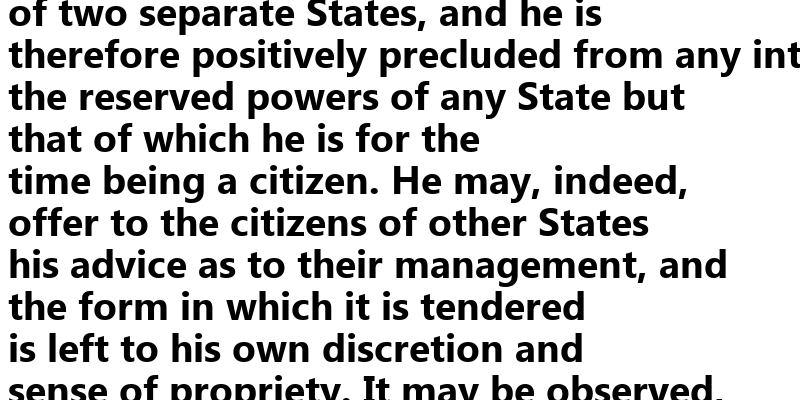 of two separate States, and he is
therefore positively precluded from any int
the reserved powers of any State but
that of which he is for the
time being a citizen. He may, indeed,
offer to the citizens of other States
his advice as to their management, and
the form in which it is tendered
is left to his own discretion and
sense of propriety. It may be observed,